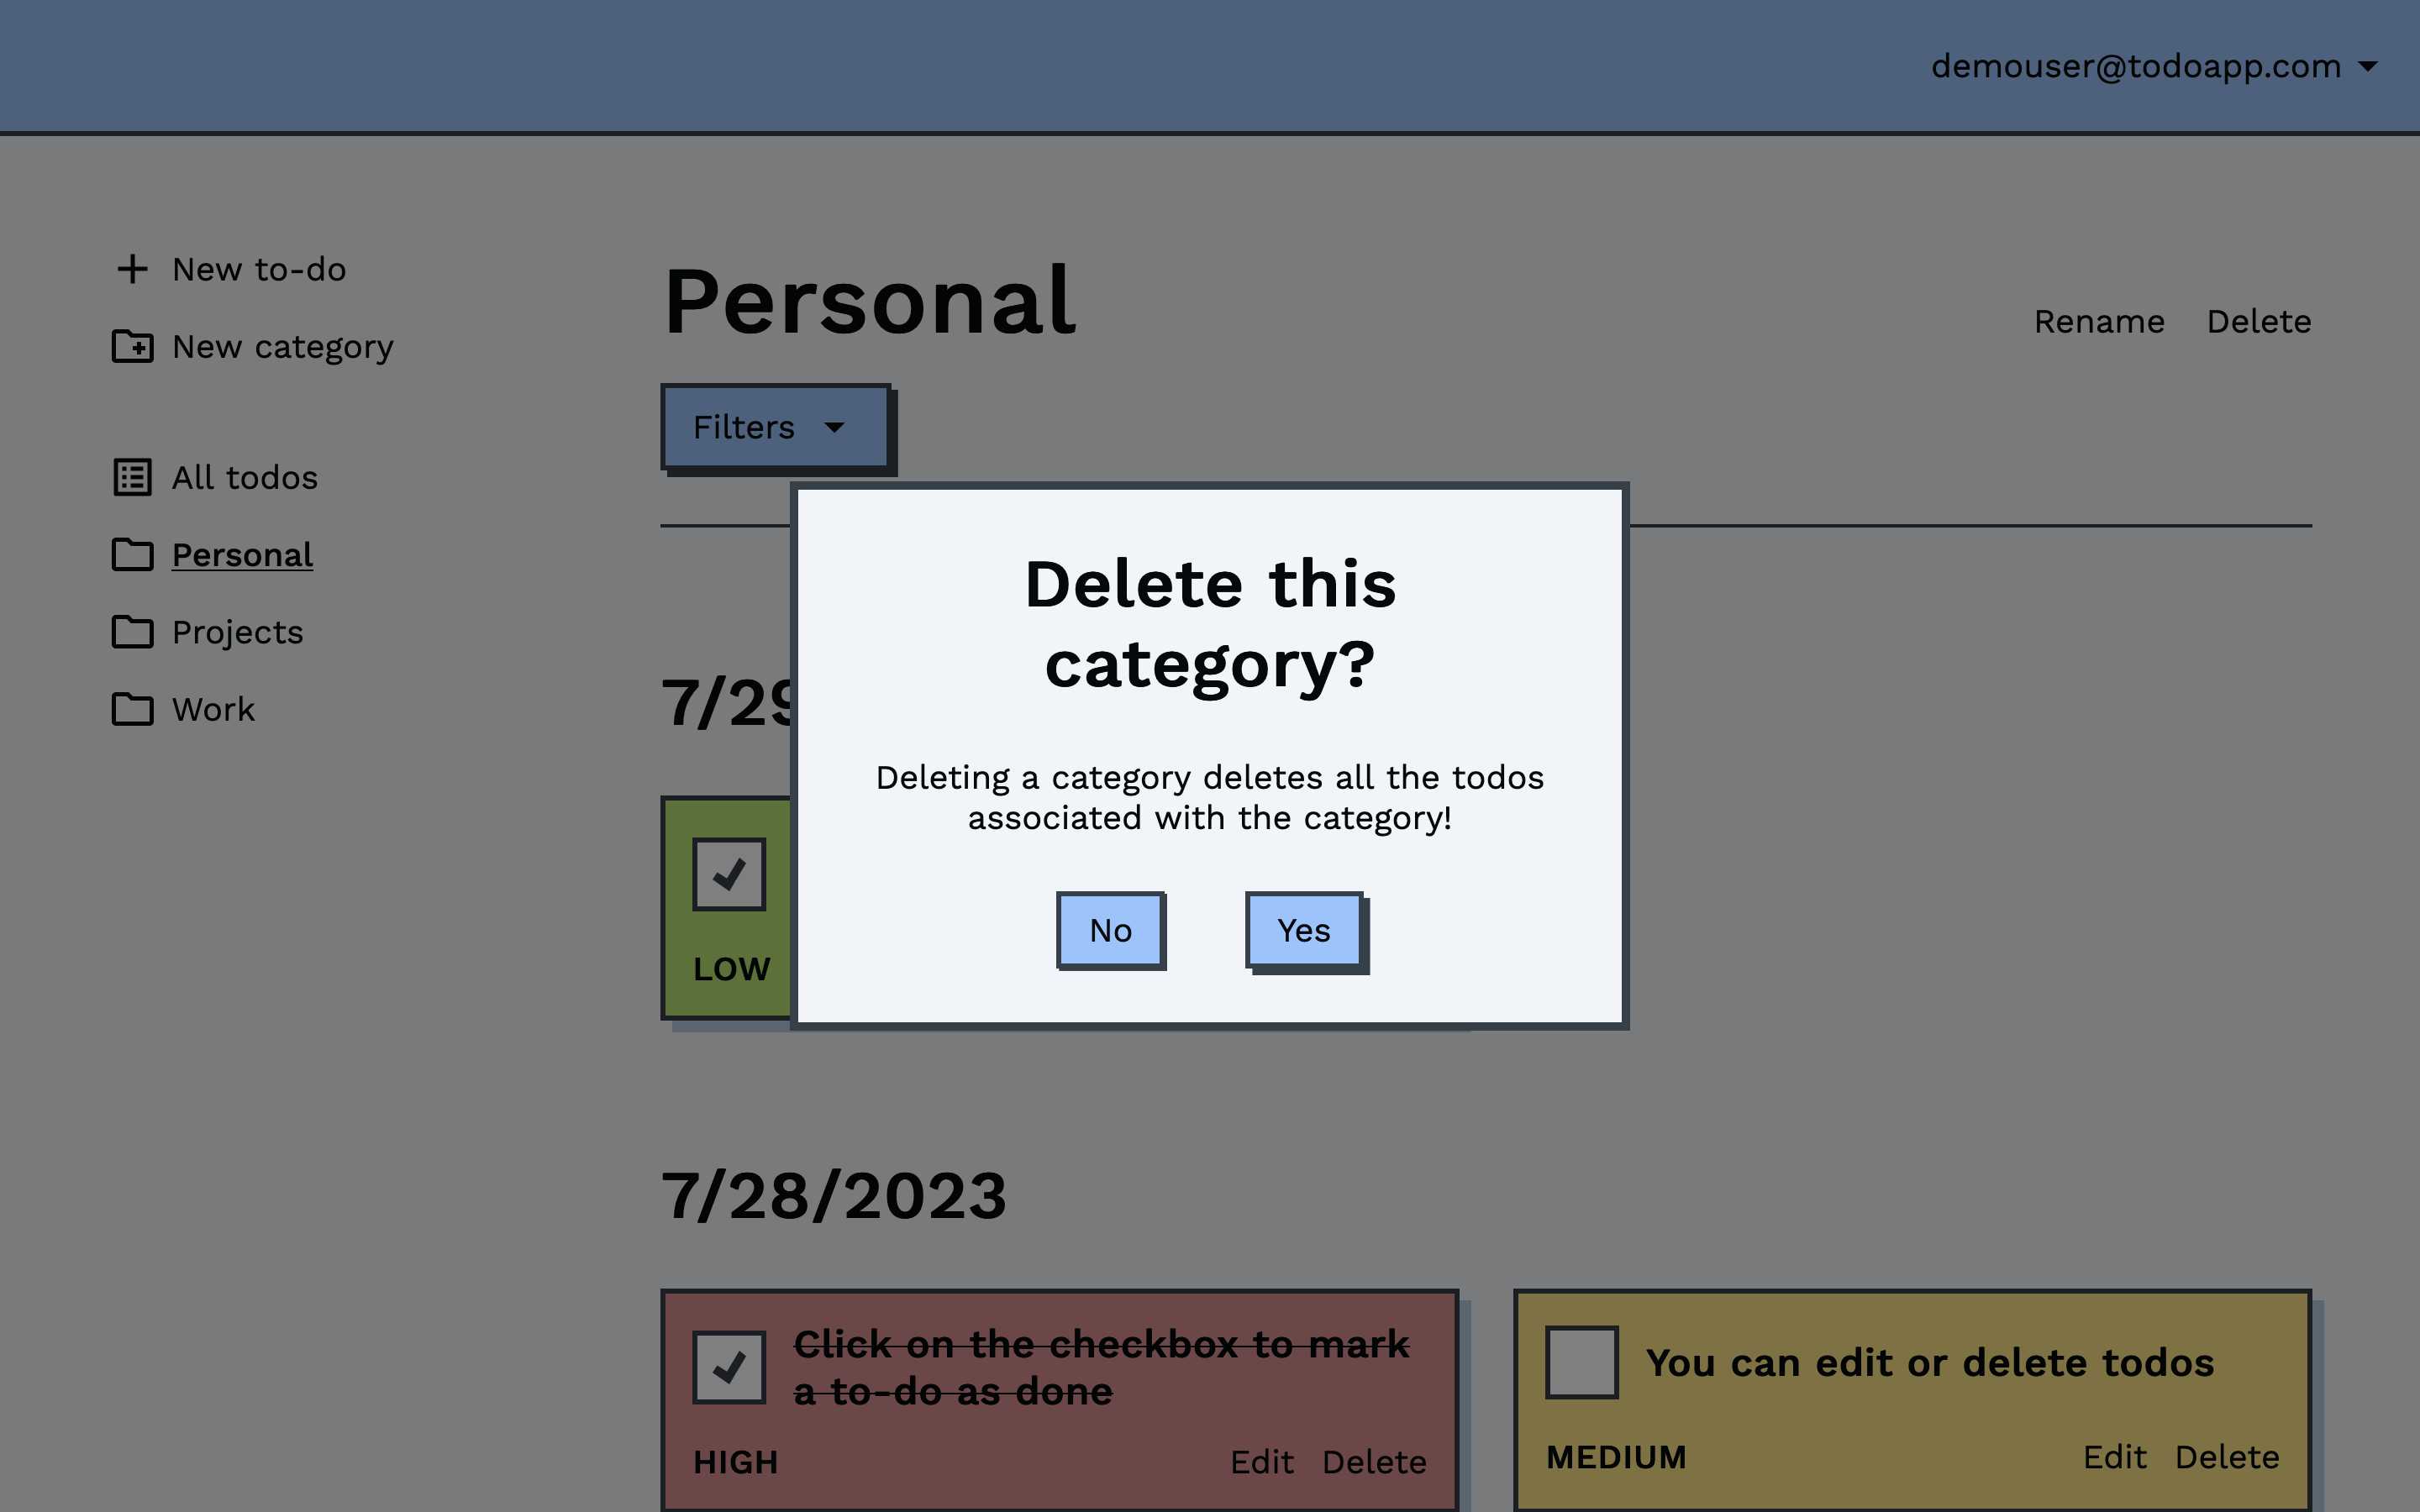 demouser@todoapp.com
New to-do
New category
All todos
Personal
Projects
Work
Personal
Rename Delete
Filters
7/29
LOW
Delete this
category?
Deleting a category deletes all the todos
associated with the category!
No Yes
7/28/2023
Click on the checkbox to mark
a to-do as done
HIGH Edit Delete
You can edit or delete todos
MEDIUM Edit Delete